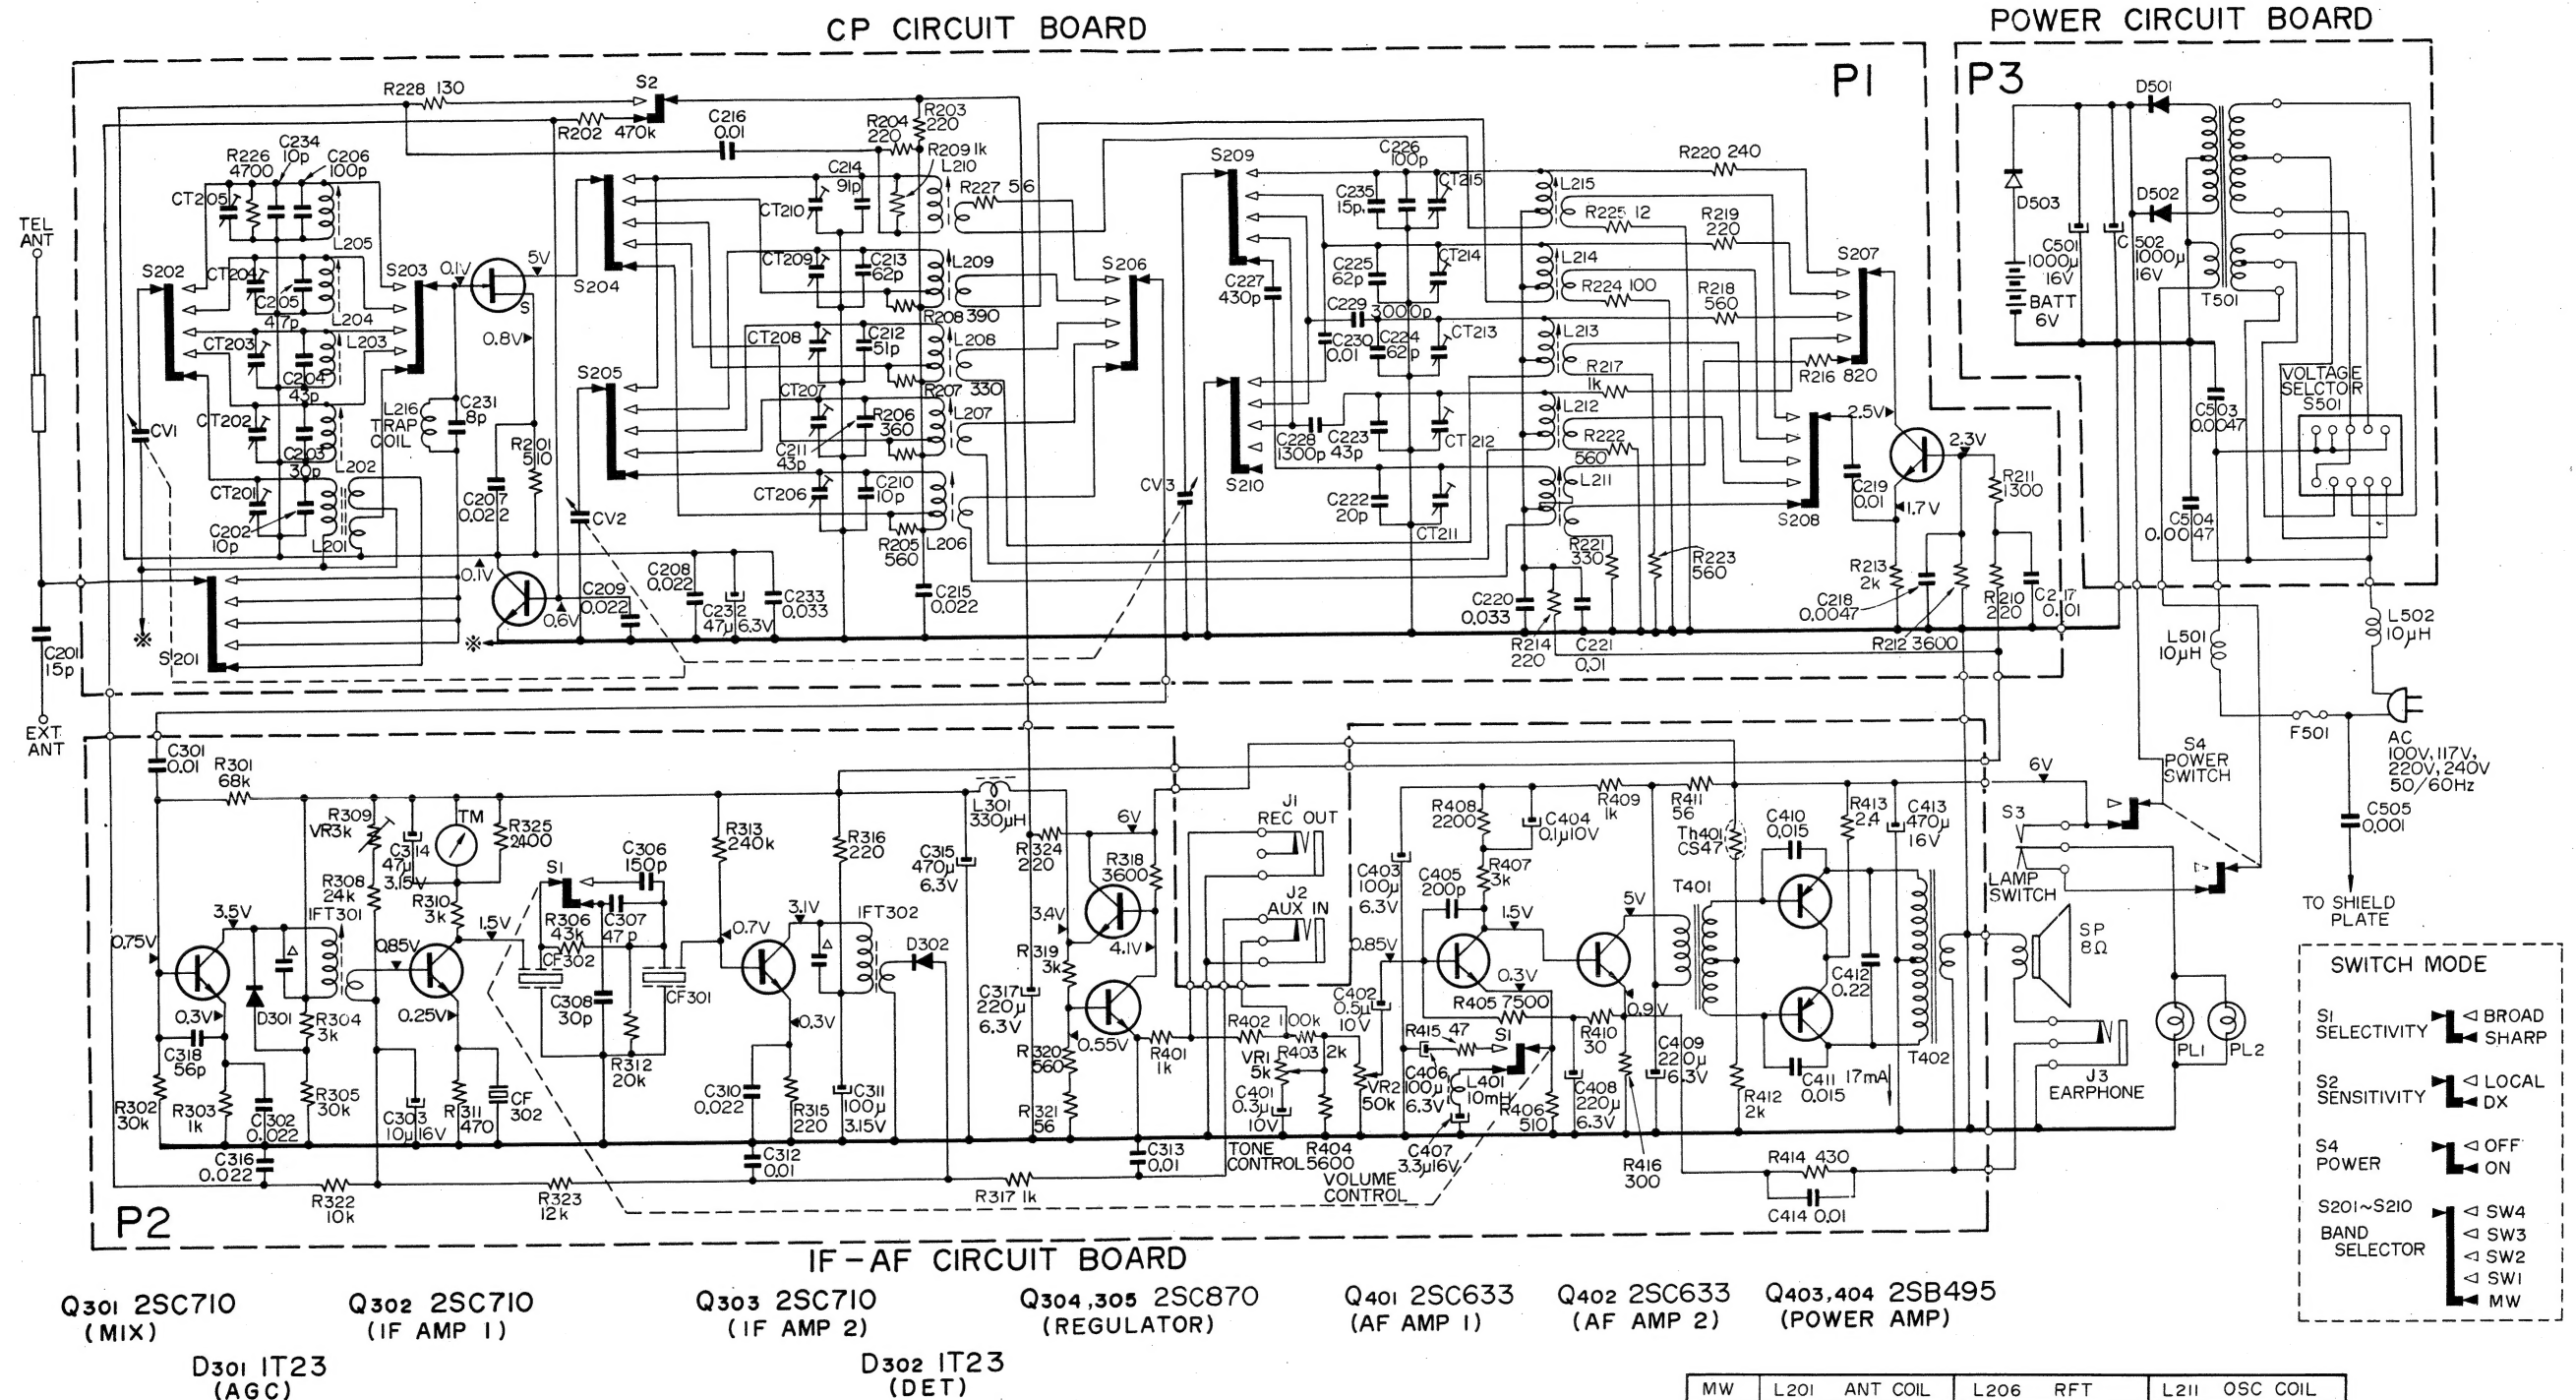 CP CIRCUIT BOARD
POWER CIRCUIT BOARD
P1
P3
R228 130
S2
R202 470k
C216
0.01
R204
220
R203
220
R209 1k
L210
R227 56
C234
10p
R226
4700
C206
100p
CT205
L205
CT204
C205
47p
L204
CT203
L203
C204
43p
CT202
C203
30p
L202
CT201
C202
10p
L201
TEL
ANT
S202
S203
0.1V
5V
S
0.8V
CV1
L216
TRAP
COIL
C231
8p
R201
510
C207
0.022
0.1V
0.6V
S201
C201
15p
EXT
ANT
※
※
S204
S205
CV2
C214
91p
CT210
CT209
C213
62p
L209
R208 390
CT208
C212
51p
L208
CT207
R207 330
R206
360
L207
C211
43p
CT206
C210
10p
R205
560
L206
C209
0.022
C208
0.022
C232
47μ 6.3V
C233
0.033
C215
0.022
S206
S209
CV3
S210
C227
430p
C226
100p
C235
15p
CT215
L215
R220 240
R225 12
R219
220
C225
62p
CT214
L214
R224 100
R218
560
C229
3000p
C230
0.01
C224
62p
CT213
L213
R217
1k
R216 820
C228
1300p
C223
43p
CT212
L212
R222
560
L211
C222
20p
CT211
R221
330
R223
560
C220
0.033
R214
220
C221
0.01
S207
S208
2.5V
2.3V
1.7V
C219
0.01
R211
1300
R213
2k
C218
0.0047
R212 3600
R210
220
C217
0.01
D501
D502
D503
C501
1000μ
16V
C502
1000μ
16V
BATT
6V
T501
VOLTAGE
SELCTOR
S501
C503
0.0047
C504
0.0047
L501
10μH
L502
10μH
F501
AC
100V, 117V,
220V, 240V
50/60Hz
C505
0.001
TO SHIELD
PLATE
S4
POWER
SWITCH
6V
S3
LAMP
SWITCH
SP
8Ω
PL1
PL2
J3
EARPHONE
C301
0.01
R301
68k
R309
VR3k
TM
R325
2400
C314
47μ
3.15V
R308
24k
IFT301
R310
3k
3.5V
0.75V
0.85V
1.5V
0.3V
0.25V
D301
R304
3k
C318
56p
R302
30k
R303
1k
C302
0.022
R305
30k
C303
10μ16V
R311
470
CF
302
C316
0.022
R322
10k
R323
12k
S1
C306
150p
C307
47p
R306
43k
CF302
CF301
C308
30p
R312
20k
R313
240k
R316
220
0.7V
3.1V
IFT302
D302
0.3V
C310
0.022
R315
220
C311
100μ
3.15V
C312
0.01
R317 1k
C315
470μ
6.3V
L301
330μH
R324
220
6V
R318
3600
3.4V
4.1V
R319
3k
C317
220μ
6.3V
R320
560
0.55V
R321
56
C313
0.01
R401
1k
J1
REC OUT
J2
AUX IN
R402 100k
VR1
5k
R403 2k
C401
0.3μ
10V
TONE
CONTROL
R404
5600
VR2
50k
VOLUME
CONTROL
C402
0.5μ
10V
C403
100μ
6.3V
0.85V
R408
2200
C404
0.1μ10V
R407
3k
C405
200p
1.5V
0.3V
R405 7500
R415 47
S1
C406
100μ
6.3V
L401
10mH
C407
3.3μ16V
R406
510
R409
1k
R411
56
Th401
CS47
5V
T401
0.9V
R410
30
C408
220μ
6.3V
R416
300
C409
220μ
6.3V
R412
2k
C410
0.015
R413
2.4
C413
470μ
16V
C412
0.22
C411
0.015
17mA
T402
R414 430
C414 0.01
P2
IF-AF CIRCUIT BOARD
SWITCH MODE
S1
SELECTIVITY
BROAD
SHARP
S2
SENSITIVITY
LOCAL
DX
S4
POWER
OFF
ON
S201~S210
BAND
SELECTOR
SW4
SW3
SW2
SW1
MW
Q301 2SC710
(MIX)
Q302 2SC710
(IF AMP 1)
Q303 2SC710
(IF AMP 2)
Q304,305 2SC870
(REGULATOR)
Q401 2SC633
(AF AMP 1)
Q402 2SC633
(AF AMP 2)
Q403,404 2SB495
(POWER AMP)
D301 1T23
(AGC)
D302 1T23
(DET)
MW L201 ANT COIL L206 RFT L211 OSC COIL